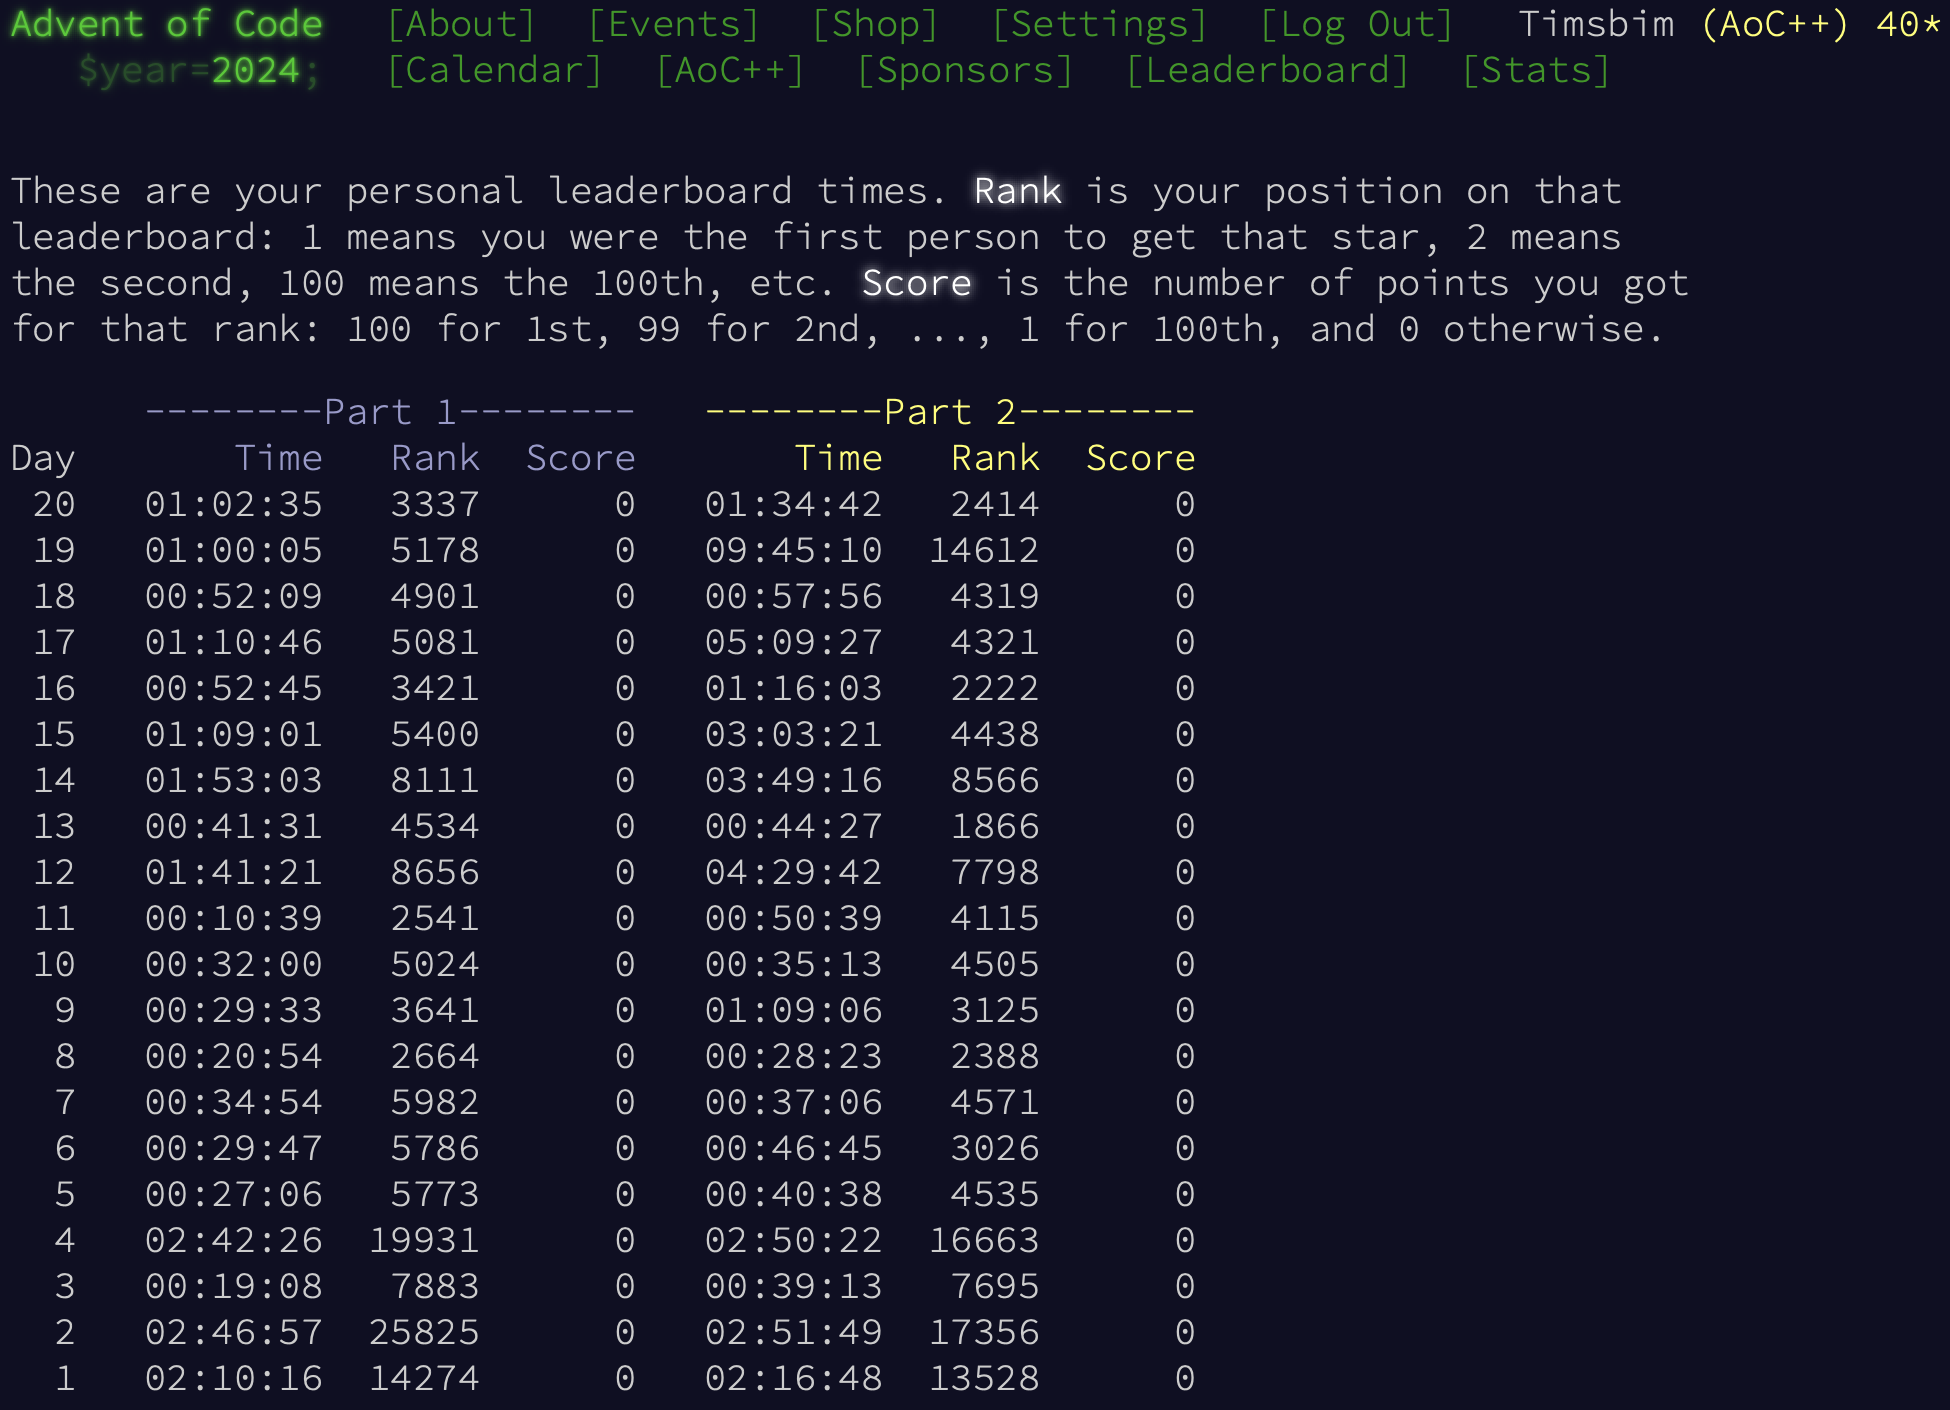 Advent of Code [About] [Events] [Shop] [Settings] [Log Out] Timsbim (AoC++) 40*
$year=2024; [Calendar] [AoC++] [Sponsors] [Leaderboard] [Stats]
These are your personal leaderboard times. Rank is your position on that
leaderboard: 1 means you were the first person to get that star, 2 means
the second, 100 means the 100th, etc. Score is the number of points you got
for that rank: 100 for 1st, 99 for 2nd, ..., 1 for 100th, and 0 otherwise.
--------Part 1-------- --------Part 2--------
Day Time Rank Score Time Rank Score
20 01:02:35 3337 0 01:34:42 2414 0
19 01:00:05 5178 0 09:45:10 14612 0
18 00:52:09 4901 0 00:57:56 4319 0
17 01:10:46 5081 0 05:09:27 4321 0
16 00:52:45 3421 0 01:16:03 2222 0
15 01:09:01 5400 0 03:03:21 4438 0
14 01:53:03 8111 0 03:49:16 8566 0
13 00:41:31 4534 0 00:44:27 1866 0
12 01:41:21 8656 0 04:29:42 7798 0
11 00:10:39 2541 0 00:50:39 4115 0
10 00:32:00 5024 0 00:35:13 4505 0
9 00:29:33 3641 0 01:09:06 3125 0
8 00:20:54 2664 0 00:28:23 2388 0
7 00:34:54 5982 0 00:37:06 4571 0
6 00:29:47 5786 0 00:46:45 3026 0
5 00:27:06 5773 0 00:40:38 4535 0
4 02:42:26 19931 0 02:50:22 16663 0
3 00:19:08 7883 0 00:39:13 7695 0
2 02:46:57 25825 0 02:51:49 17356 0
1 02:10:16 14274 0 02:16:48 13528 0